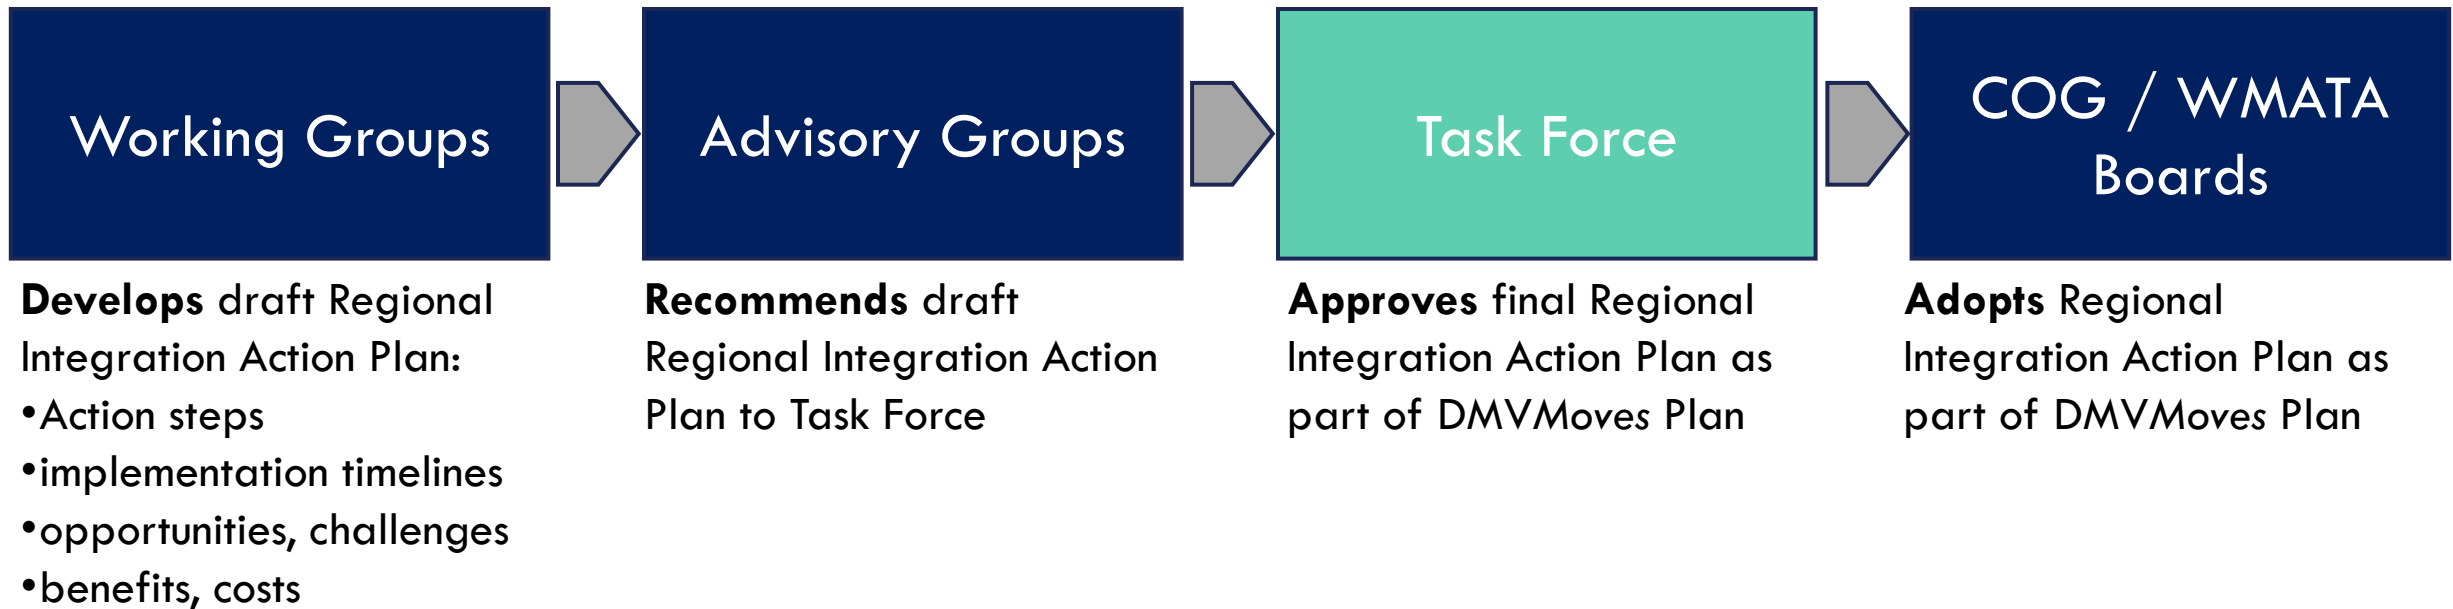 Working Groups
Advisory Groups
Task Force
COG / WMATA
Boards
Develops draft Regional
Integration Action Plan:
•Action steps
•implementation timelines
•opportunities, challenges
•benefits, costs
Recommends draft
Regional Integration Action
Plan to Task Force
Approves final Regional
Integration Action Plan as
part of DMVMoves Plan
Adopts Regional
Integration Action Plan as
part of DMVMoves Plan